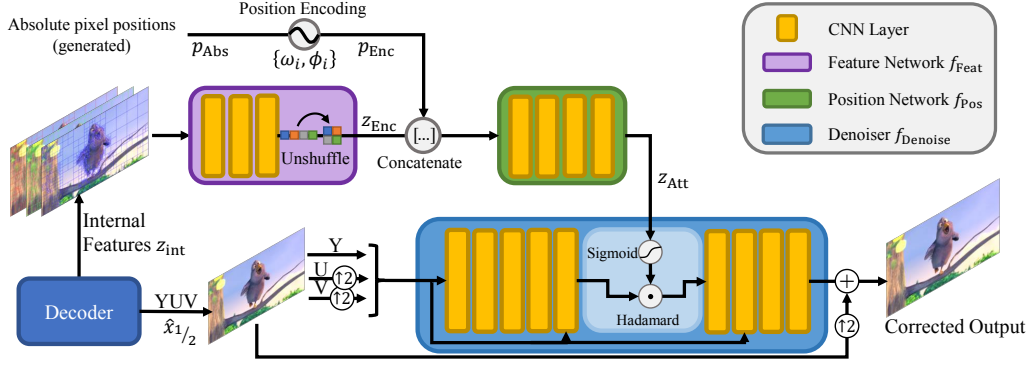 Position Encoding
Absolute pixel positions
(generated)
p_Abs
{ω_i, ϕ_i}
p_Enc
CNN Layer
Feature Network f_Feat
Position Network f_Pos
Denoiser f_Denoise
Unshuffle
z_Enc
[...]
Concatenate
z_Att
Internal
Features z_int
Decoder
YUV
x̂_1/2
Y
U
↑2
V
↑2
Sigmoid
Hadamard
+
↑2
Corrected Output